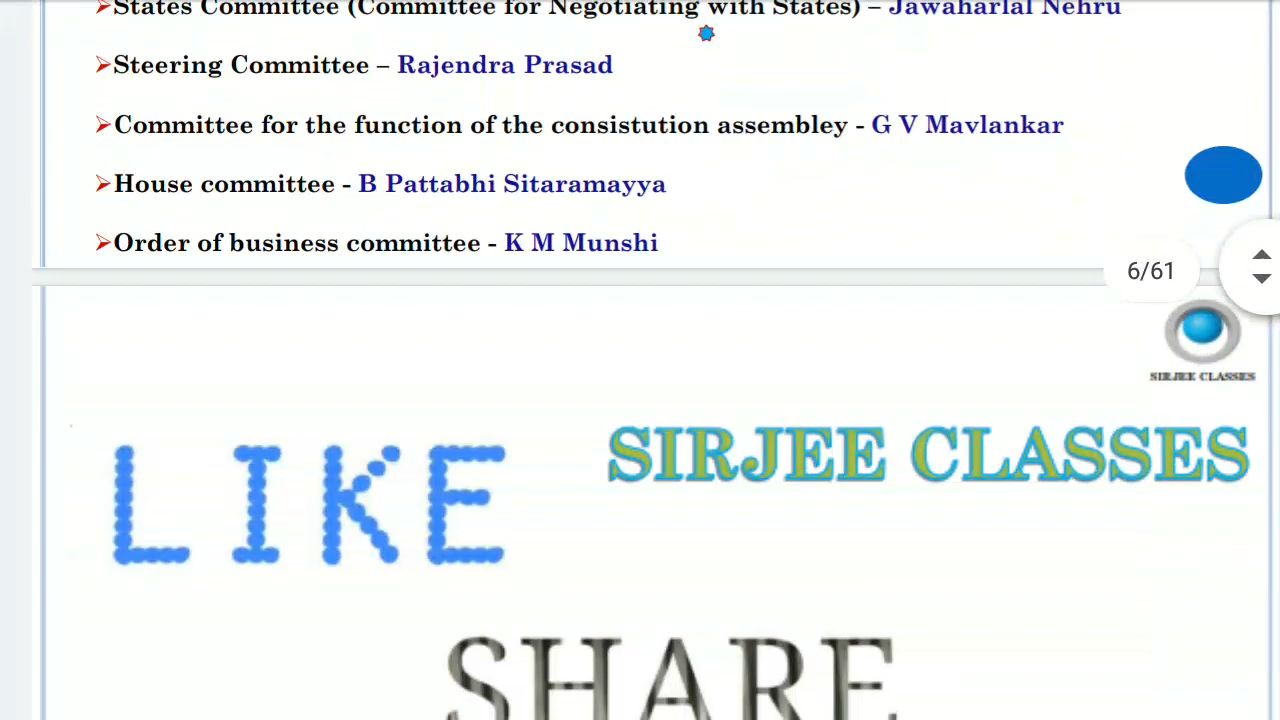 ➢States Committee (Committee for Negotiating with States) – Jawaharlal Nehru
➢Steering Committee – Rajendra Prasad
➢Committee for the function of the consistution assembley - G V Mavlankar
➢House committee - B Pattabhi Sitaramayya
➢Order of business committee - K M Munshi
6/61
SIRJEE CLASSES
LIKE
SIRJEE CLASSES
SHARE